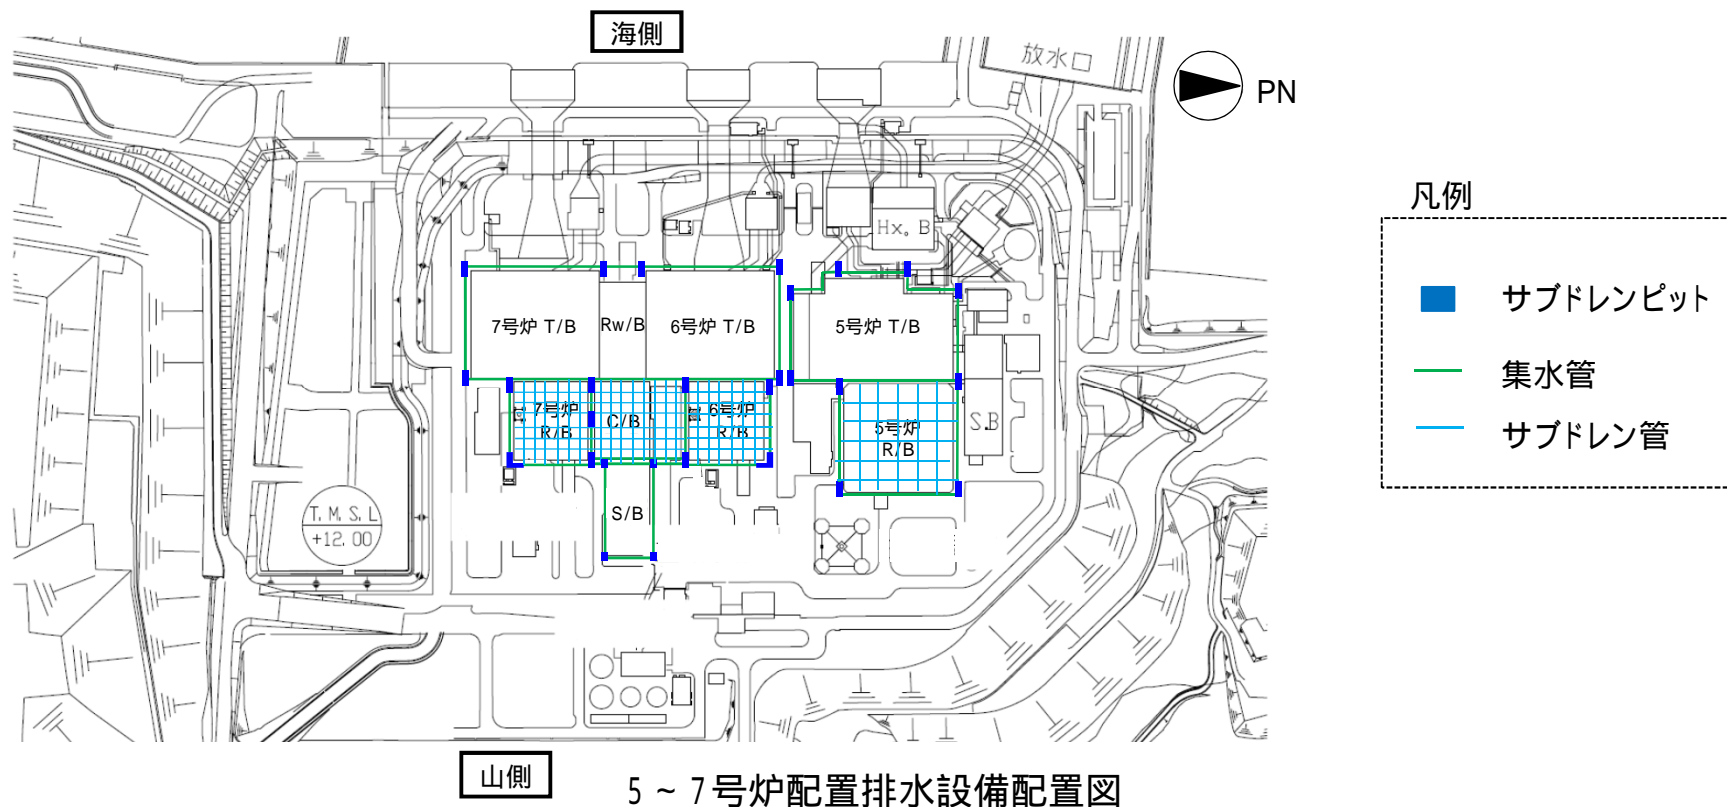 海側
放水口
PN
凡例
サブドレンピット
集水管
サブドレン管
Hx. B
7号炉 T/B
Rw/B
6号炉 T/B
5号炉 T/B
7号炉
R/B
C/B
6号炉
R/B
5号炉
R/B
S.B
S/B
T. M. S. L
+12. 00
山側
5 ~ 7号炉配置排水設備配置図